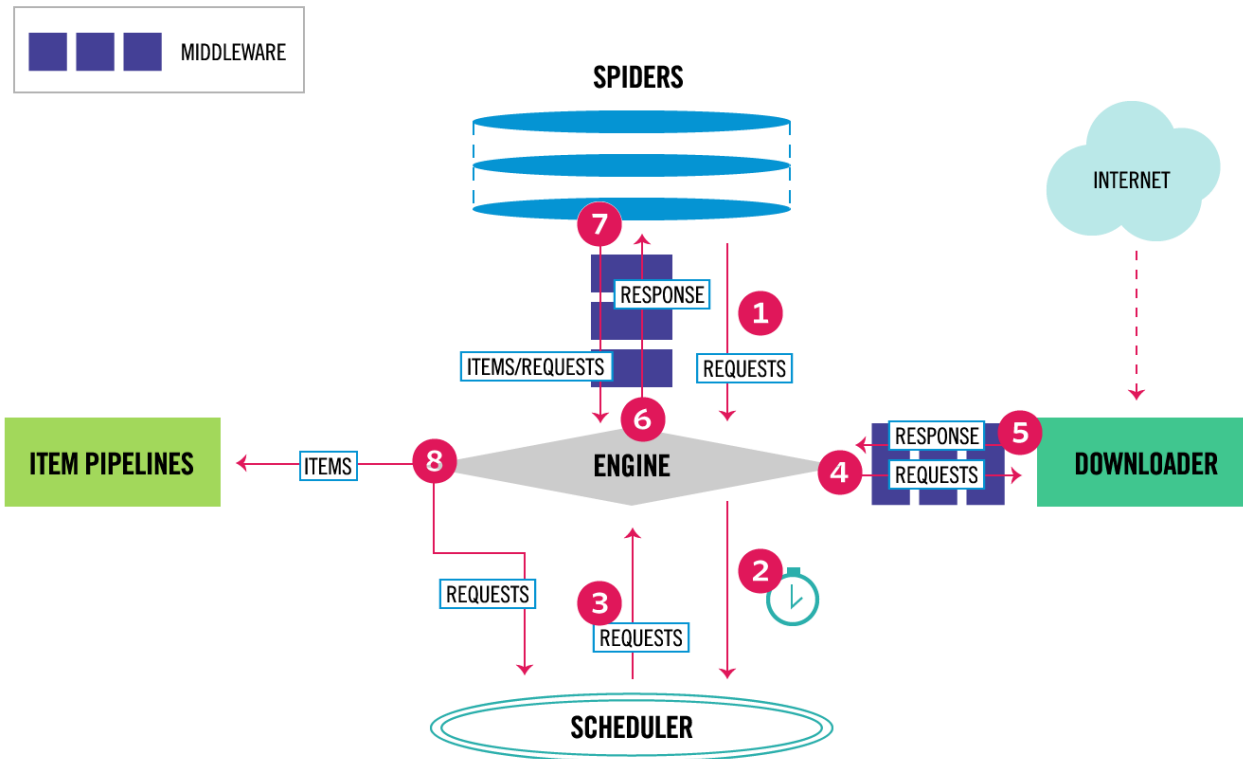 MIDDLEWARE
SPIDERS
INTERNET
7
RESPONSE
1
ITEMS/REQUESTS
REQUESTS
6
5
RESPONSE
ITEM PIPELINES
ITEMS
8
ENGINE
4
REQUESTS
DOWNLOADER
2
REQUESTS
3
REQUESTS
SCHEDULER